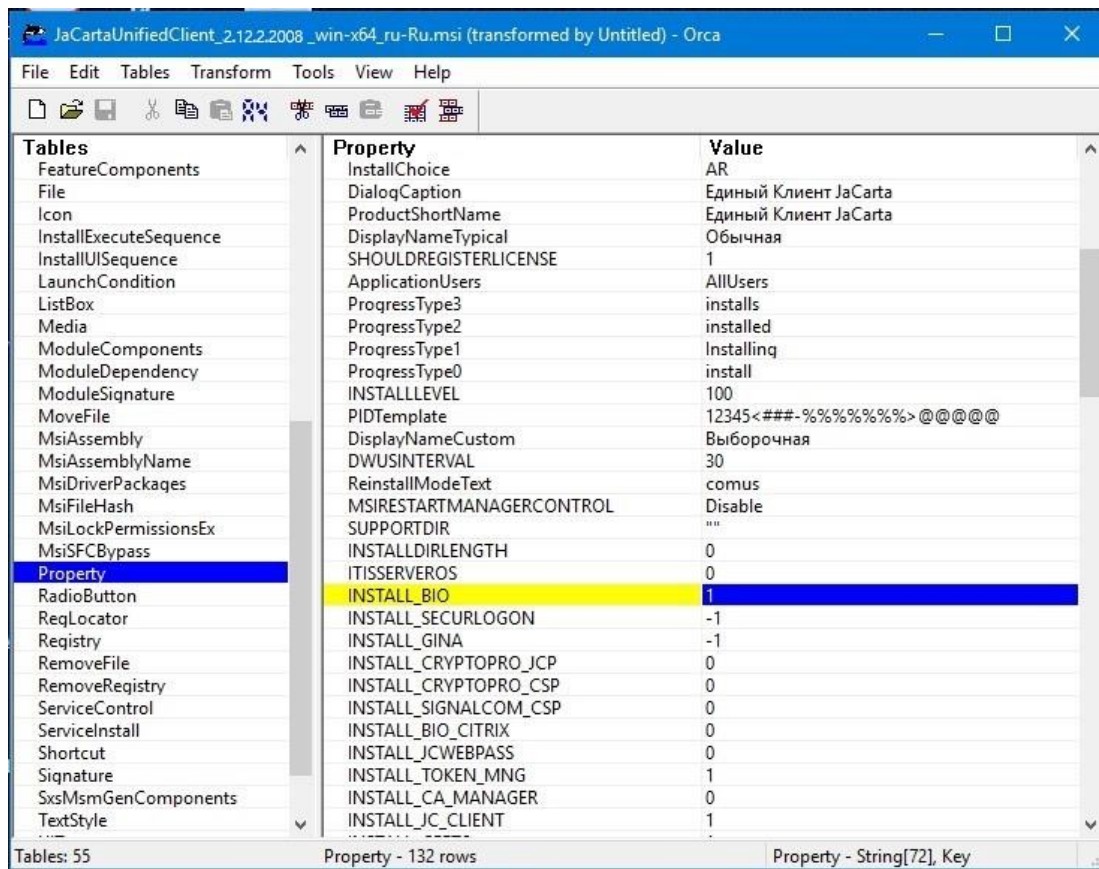 JaCartaUnifiedClient_2.12.2.2008 _win-x64_ru-Ru.msi (transformed by Untitled) - Orca
File Edit Tables Transform Tools View Help
Tables
FeatureComponents
File
Icon
InstallExecuteSequence
InstallUISequence
LaunchCondition
ListBox
Media
ModuleComponents
ModuleDependency
ModuleSignature
MoveFile
MsiAssembly
MsiAssemblyName
MsiDriverPackages
MsiFileHash
MsiLockPermissionsEx
MsiSFCBypass
Property
RadioButton
RegLocator
Registry
RemoveFile
RemoveRegistry
ServiceControl
ServiceInstall
Shortcut
Signature
SxsMsmGenComponents
TextStyle
Property Value
InstallChoice AR
DialogCaption Единый Клиент JaCarta
ProductShortName Единый Клиент JaCarta
DisplayNameTypical Обычная
SHOULDREGISTERLICENSE 1
ApplicationUsers AllUsers
ProgressType3 installs
ProgressType2 installed
ProgressType1 Installing
ProgressType0 install
INSTALLLEVEL 100
PIDTemplate 12345<###-%%%%%%%>@@@@@
DisplayNameCustom Выборочная
DWUSINTERVAL 30
ReinstallModeText comus
MSIRESTARTMANAGERCONTROL Disable
SUPPORTDIR ""
INSTALLDIRLENGTH 0
ITISSERVEROS 0
INSTALL_BIO 1
INSTALL_SECURLOGON -1
INSTALL_GINA -1
INSTALL_CRYPTOPRO_JCP 0
INSTALL_CRYPTOPRO_CSP 0
INSTALL_SIGNALCOM_CSP 0
INSTALL_BIO_CITRIX 0
INSTALL_JCWEBPASS 0
INSTALL_TOKEN_MNG 1
INSTALL_CA_MANAGER 0
INSTALL_JC_CLIENT 1
Tables: 55 Property - 132 rows Property - String[72], Key